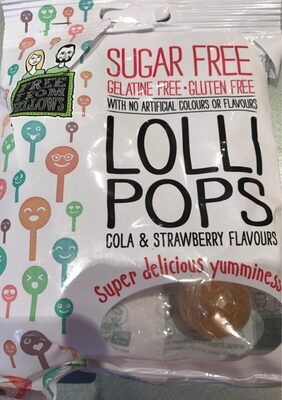 FREE
FROM
FELLOWS
SUGAR FREE
GELATINE FREE • GLUTEN FREE
WITH NO ARTIFICIAL COLOURS OR FLAVOURS
LOLLI
POPS
COLA & STRAWBERRY FLAVOURS
Super delicious yumminess